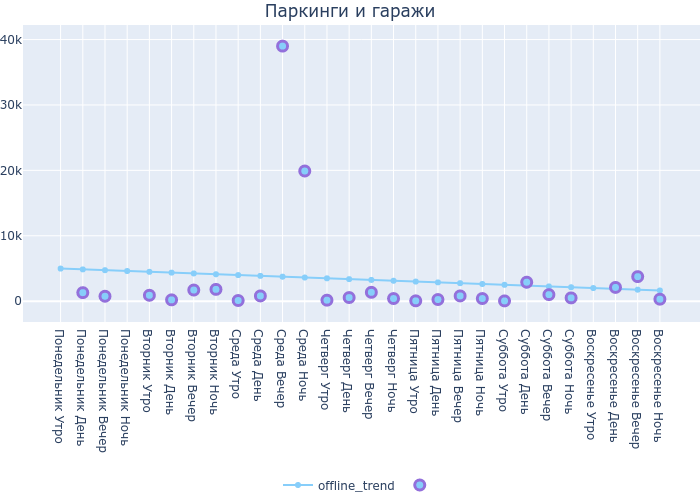 Паркинги и гаражи
40k
30k
20k
10k
0
Понедельник Утро
Понедельник День
Понедельник Вечер
Понедельник Ночь
Вторник Утро
Вторник День
Вторник Вечер
Вторник Ночь
Среда Утро
Среда День
Среда Вечер
Среда Ночь
Четверг Утро
Четверг День
Четверг Вечер
Четверг Ночь
Пятница Утро
Пятница День
Пятница Вечер
Пятница Ночь
Суббота Утро
Суббота День
Суббота Вечер
Суббота Ночь
Воскресенье Утро
Воскресенье День
Воскресенье Вечер
Воскресенье Ночь
offline_trend